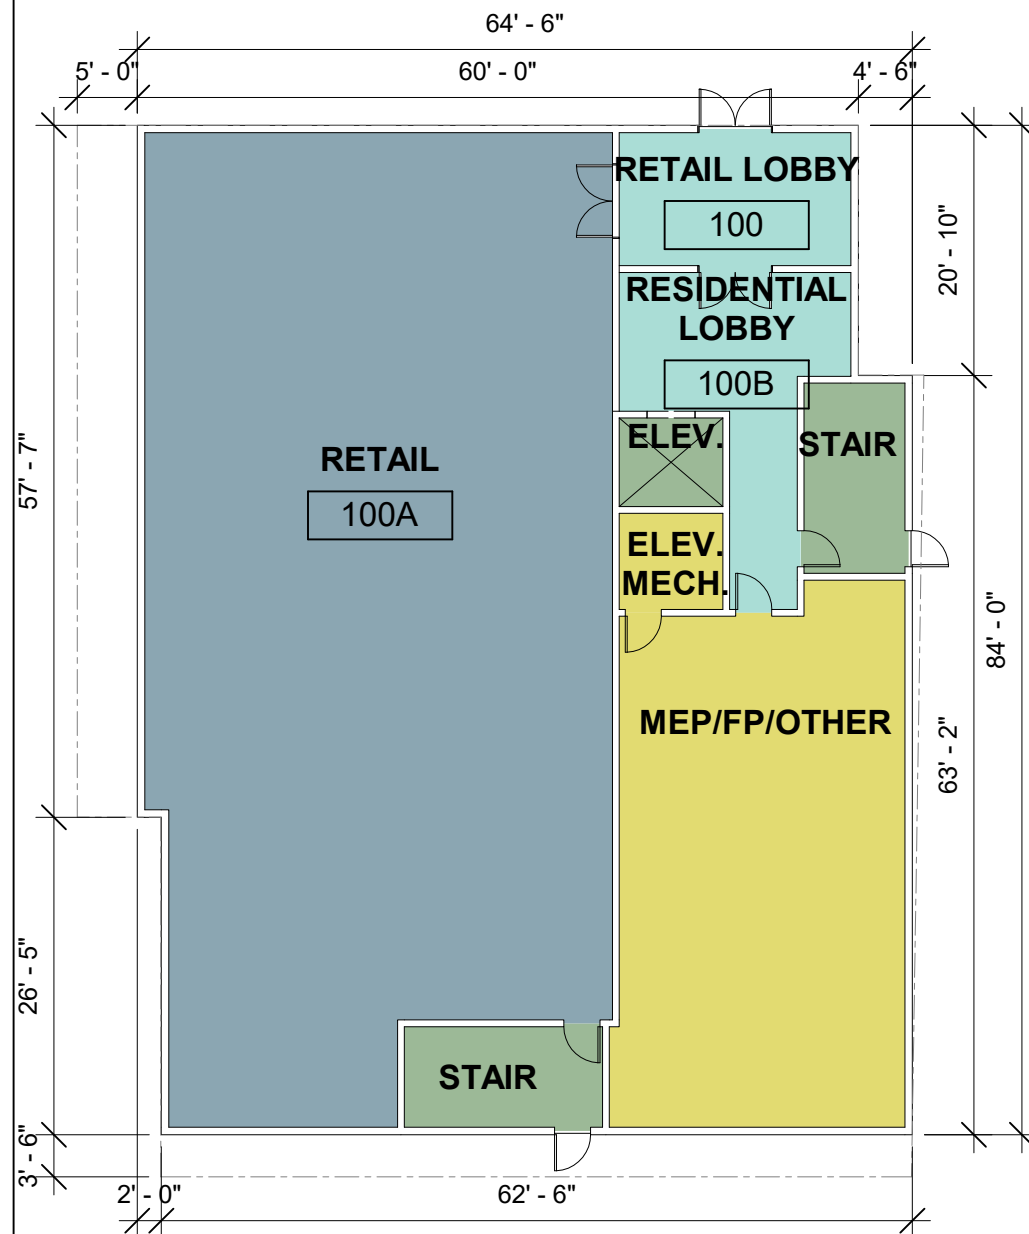 64' - 6"
5' - 0"
60' - 0"
4' - 6"
RETAIL LOBBY
100
20' - 10"
RESIDENTIAL
LOBBY
100B
57' - 7"
RETAIL
100A
ELEV.
STAIR
ELEV.
MECH.
84' - 0"
MEP/FP/OTHER
63' - 2"
26' - 5"
STAIR
3' - 6"
2' - 0"
62' - 6"